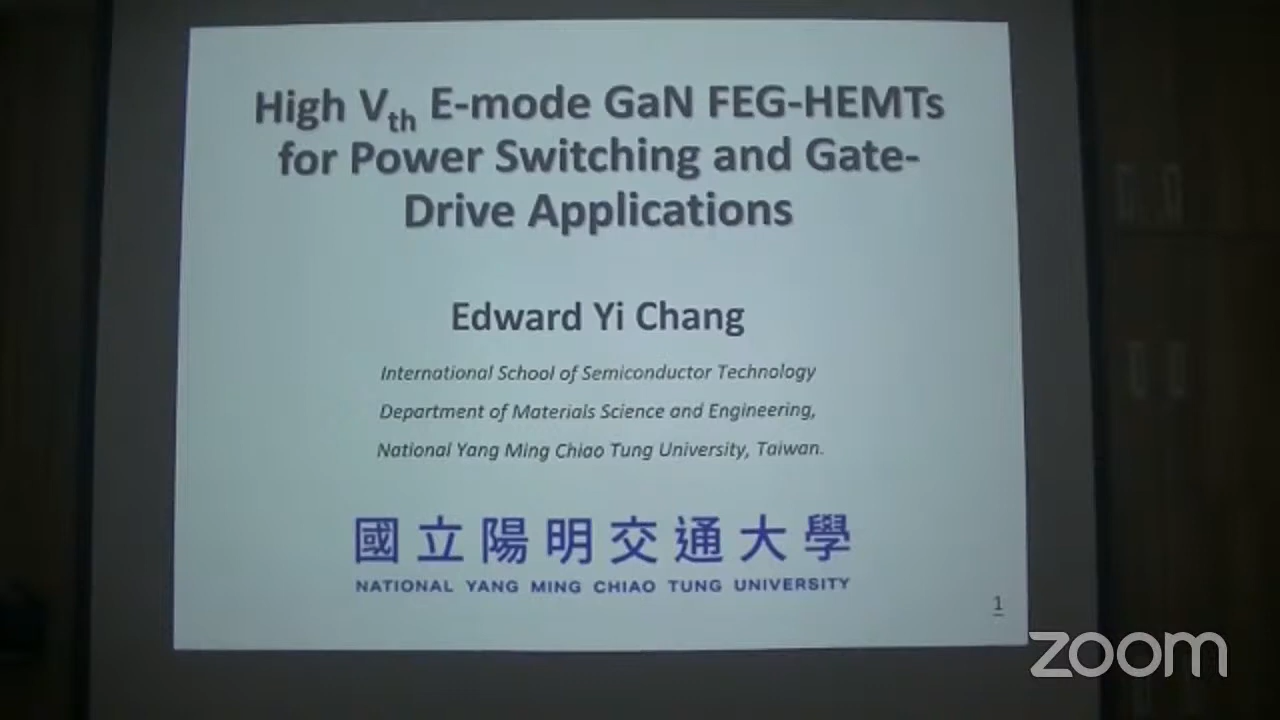 High Vth E-mode GaN FEG-HEMTs
for Power Switching and Gate-
Drive Applications
Edward Yi Chang
International School of Semiconductor Technology
Department of Materials Science and Engineering,
National Yang Ming Chiao Tung University, Taiwan.
國立陽明交通大學
NATIONAL YANG MING CHIAO TUNG UNIVERSITY
1
zoom